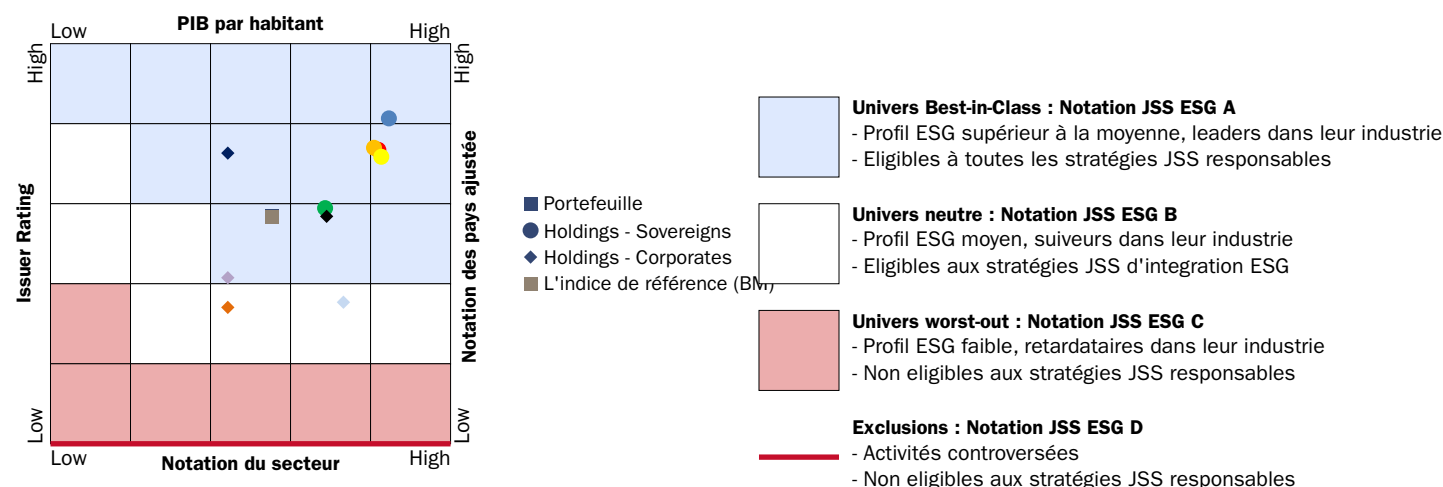 PIB par habitant
Low
High
High
High
Issuer Rating
Notation des pays ajustée
Low
Low
Low
High
Notation du secteur
Portefeuille
Holdings - Sovereigns
Holdings - Corporates
L'indice de référence (BM)
Univers Best-in-Class : Notation JSS ESG A
- Profil ESG supérieur à la moyenne, leaders dans leur industrie
- Eligibles à toutes les stratégies JSS responsables
Univers neutre : Notation JSS ESG B
- Profil ESG moyen, suiveurs dans leur industrie
- Eligibles aux stratégies JSS d'integration ESG
Univers worst-out : Notation JSS ESG C
- Profil ESG faible, retardataires dans leur industrie
- Non eligibles aux stratégies JSS responsables
Exclusions : Notation JSS ESG D
- Activités controversées
- Non eligibles aux stratégies JSS responsables